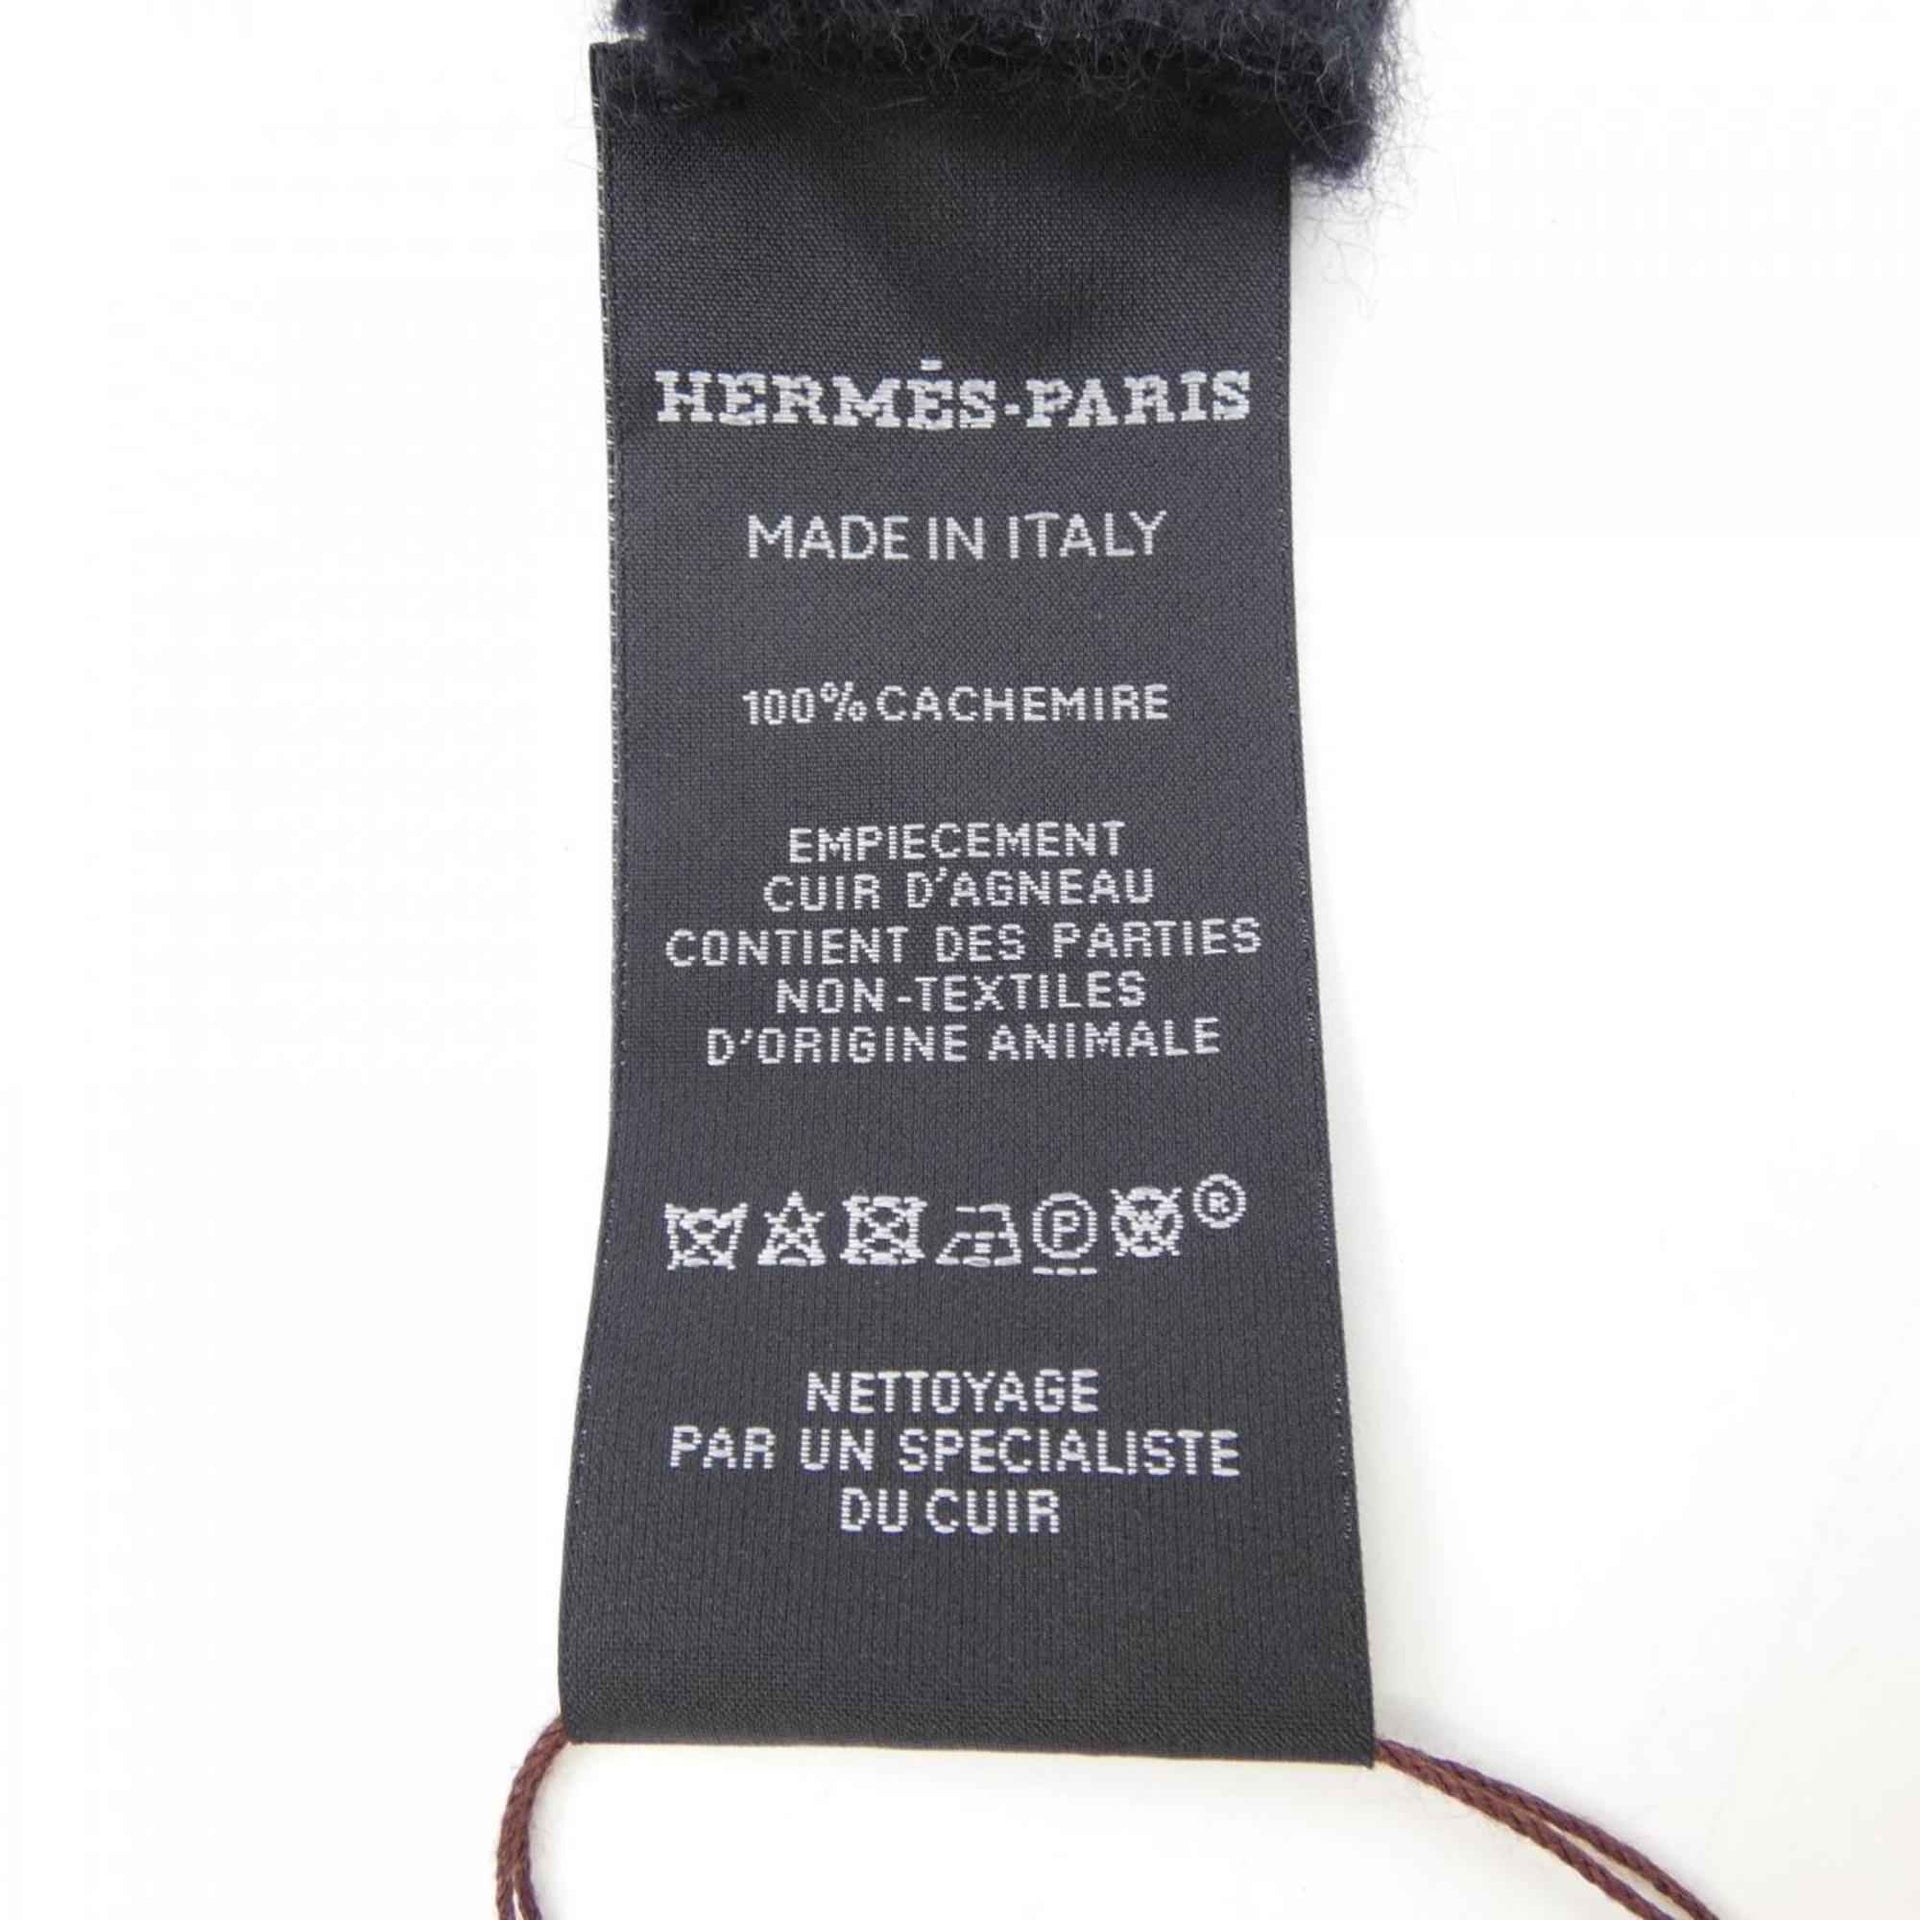 HERMÈS-PARIS
MADE IN ITALY
100% CACHEMIRE
EMPIECEMENT
CUIR D'AGNEAU
CONTIENT DES PARTIES
NON-TEXTILES
D'ORIGINE ANIMALE
P W ®
NETTOYAGE
PAR UN SPECIALISTE
DU CUIR